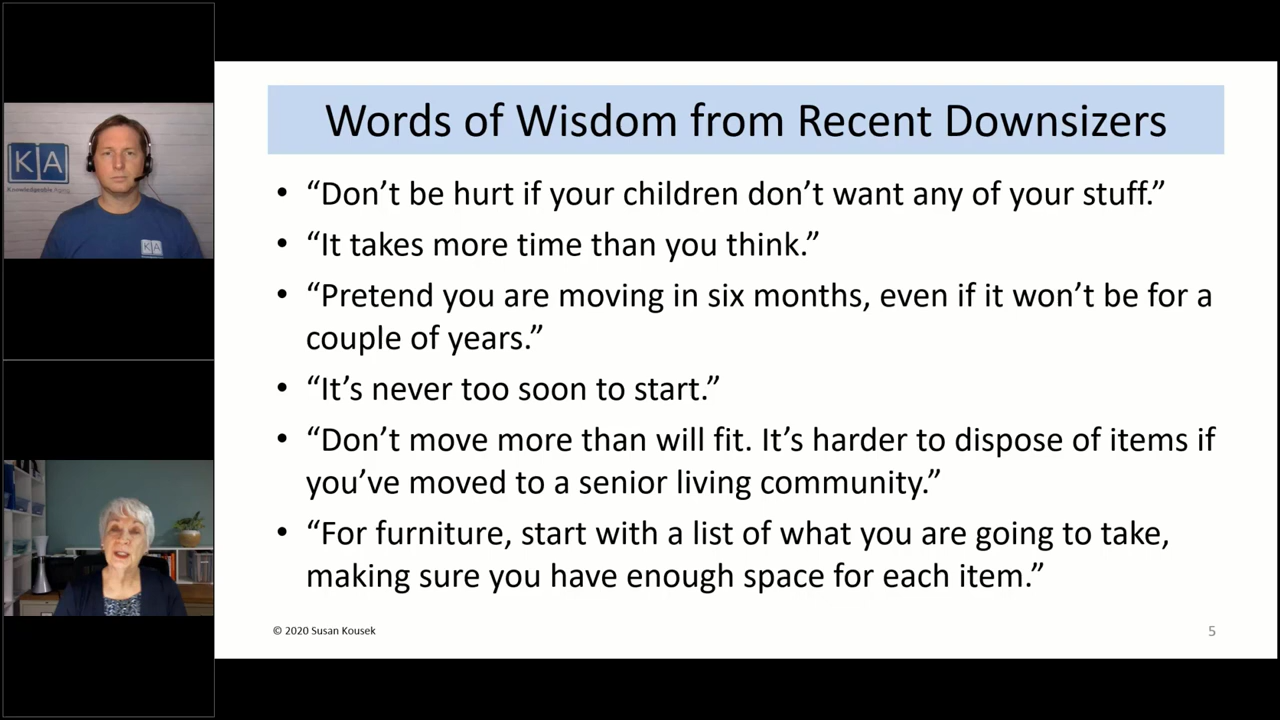 K A
Knowledgeable Aging
K A
Words of Wisdom from Recent Downsizers
• “Don’t be hurt if your children don’t want any of your stuff.”
• “It takes more time than you think.”
• “Pretend you are moving in six months, even if it won’t be for a
couple of years.”
• “It’s never too soon to start.”
• “Don’t move more than will fit. It’s harder to dispose of items if
you’ve moved to a senior living community.”
• “For furniture, start with a list of what you are going to take,
making sure you have enough space for each item.”
© 2020 Susan Kousek
5